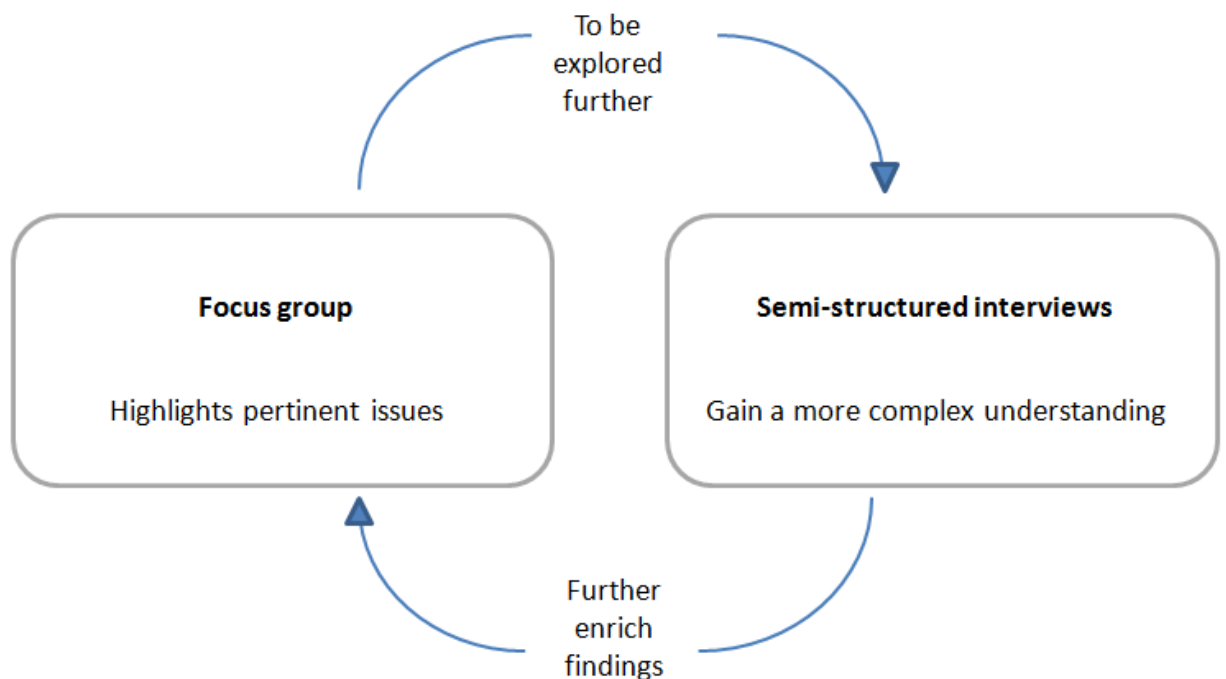 To be
explored
further
Focus group
Highlights pertinent issues
Semi-structured interviews
Gain a more complex understanding
Further
enrich
findings